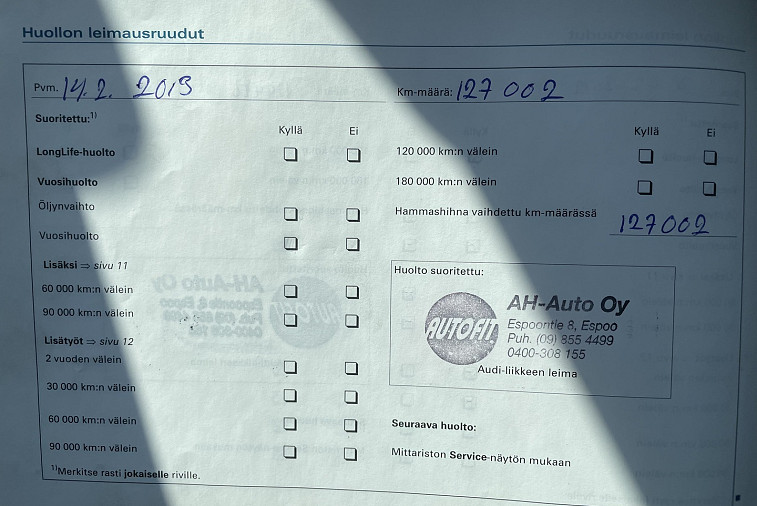 Huollon leimausruudut
Pvm. 14.2. 2013 Km-määrä: 127 002
Suoritettu:1)
Kyllä Ei
LongLife-huolto
Vuosihuolto
Öljynvaihto
Vuosihuolto
Lisäksi ⇒ sivu 11
60 000 km:n välein
90 000 km:n välein
Lisätyöt ⇒ sivu 12
2 vuoden välein
30 000 km:n välein
60 000 km:n välein
90 000 km:n välein
1)Merkitse rasti jokaiselle riville.
Kyllä Ei
120 000 km:n välein
180 000 km:n välein
Hammashihna vaihdettu km-määrässä 127002
Huolto suoritettu:
AUTOFIT
AH-Auto Oy
Espoontie 8, Espoo
Puh. (09) 855 4499
0400-308 155
Audi-liikkeen leima
Seuraava huolto:
Mittariston Service-näytön mukaan